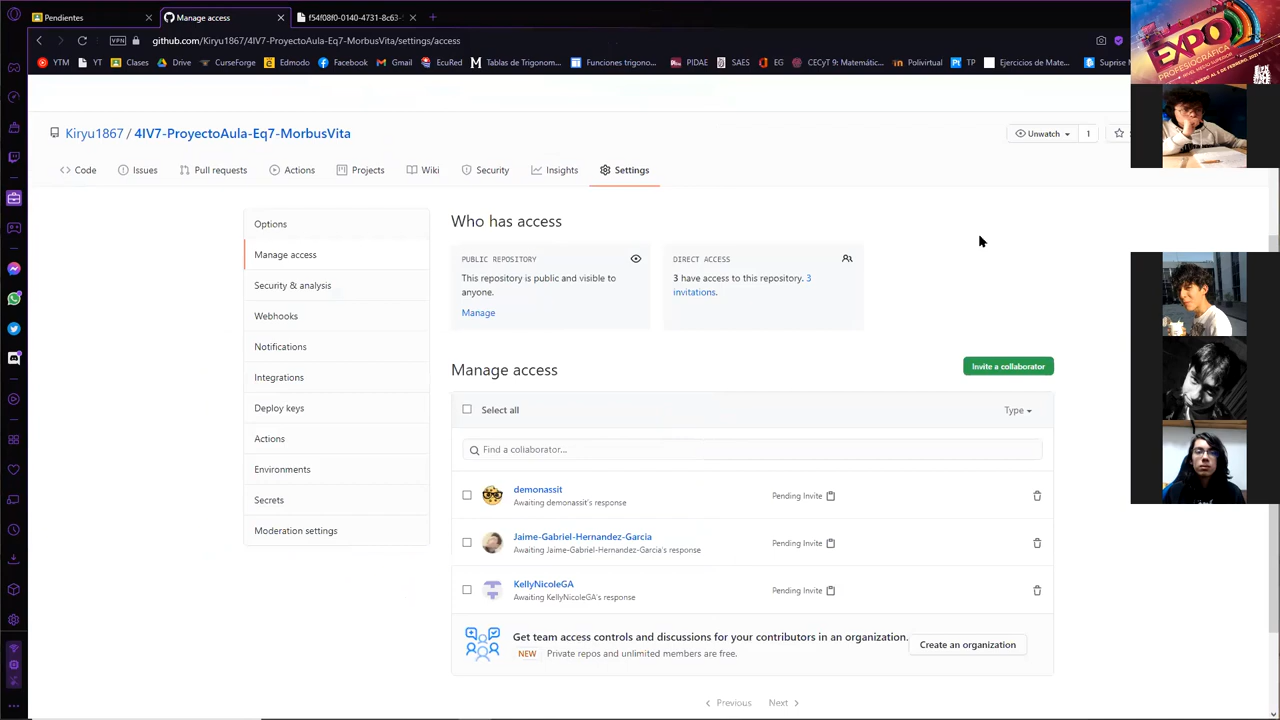 Pendientes
Manage access
f54f08f0-0140-4731-8c63-
VPN
github.com/Kiryu1867/4IV7-ProyectoAula-Eq7-MorbusVita/settings/access
YTM YT Clases Drive CurseForge Edmodo Facebook Gmail EcuRed Tablas de Trigonom... Funciones trigono... PIDAE SAES EG CECyT 9: Matemátic... Polivirtual TP Ejercicios de Mate... Suprise M
EXPO
PROFESIOGRÁFICA
Kiryu1867 / 4IV7-ProyectoAula-Eq7-MorbusVita
Unwatch 1
Code Issues Pull requests Actions Projects Wiki Security Insights Settings
Options
Manage access
Security & analysis
Webhooks
Notifications
Integrations
Deploy keys
Actions
Environments
Secrets
Moderation settings
Who has access
PUBLIC REPOSITORY
This repository is public and visible to
anyone.
Manage
DIRECT ACCESS
3 have access to this repository. 3
invitations.
Manage access
Invite a collaborator
Select all
Type
Find a collaborator...
demonassit
Awaiting demonassit's response
Pending Invite
Jaime-Gabriel-Hernandez-Garcia
Awaiting Jaime-Gabriel-Hernandez-Garcia's response
Pending Invite
KellyNicoleGA
Awaiting KellyNicoleGA's response
Pending Invite
Get team access controls and discussions for your contributors in an organization.
NEW Private repos and unlimited members are free.
Create an organization
Previous Next